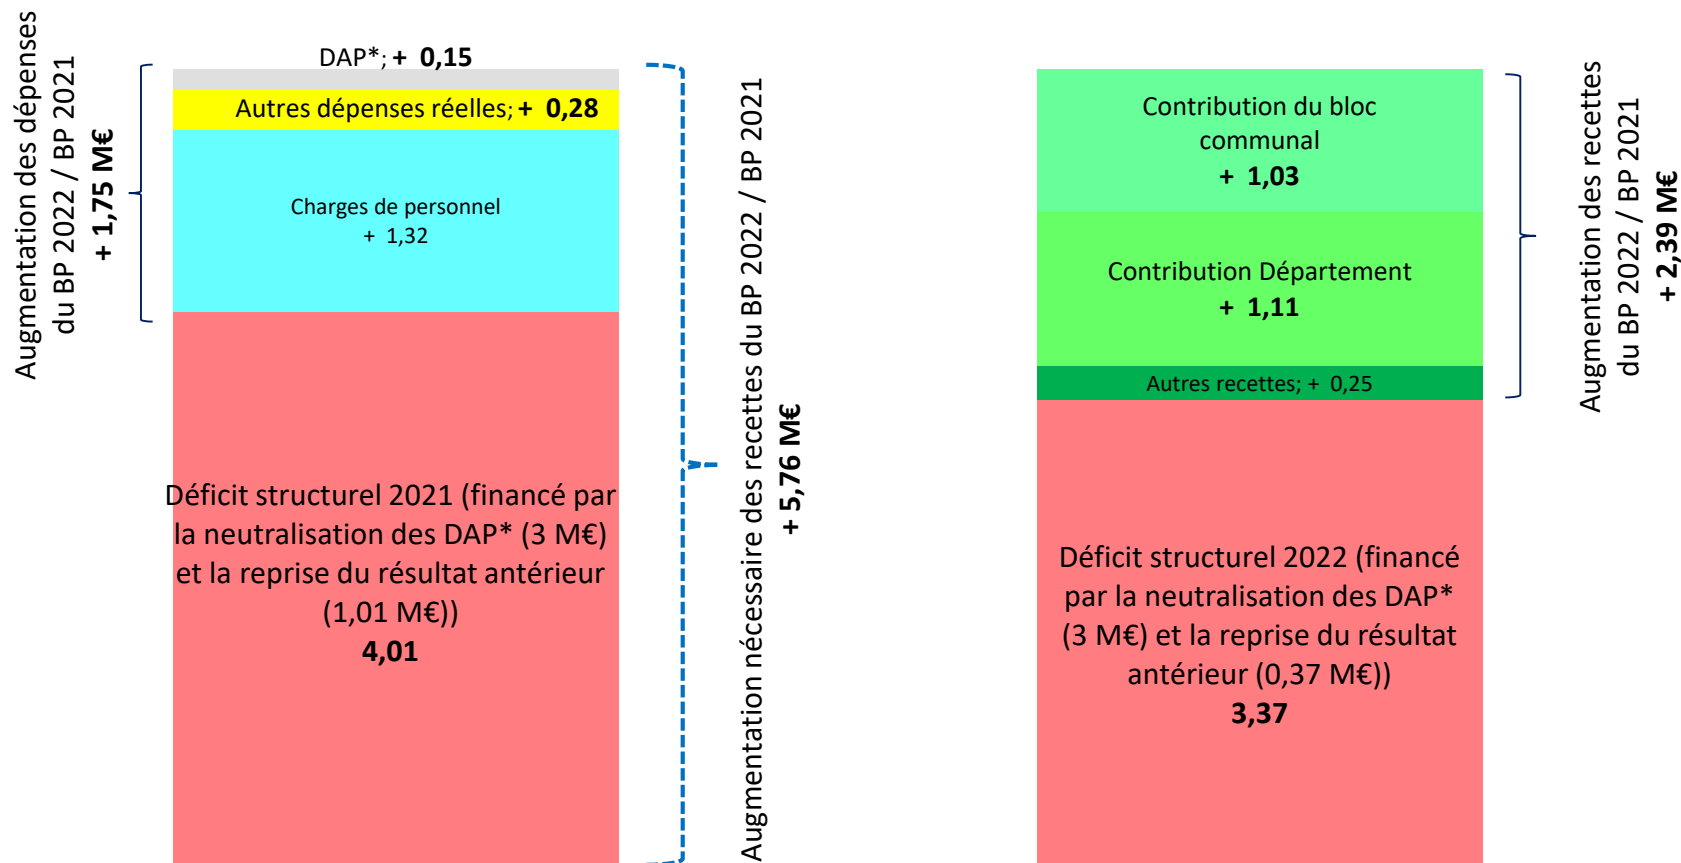 Augmentation des dépenses
du BP 2022 / BP 2021
+ 1,75 M€
DAP*; + 0,15
Autres dépenses réelles; + 0,28
Charges de personnel
+ 1,32
Déficit structurel 2021 (financé par
la neutralisation des DAP* (3 M€)
et la reprise du résultat antérieur
(1,01 M€))
4,01
Augmentation nécessaire des recettes du BP 2022 / BP 2021
+ 5,76 M€
Contribution du bloc
communal
+ 1,03
Contribution Département
+ 1,11
Autres recettes; + 0,25
Déficit structurel 2022 (financé
par la neutralisation des DAP*
(3 M€) et la reprise du résultat
antérieur (0,37 M€))
3,37
Augmentation des recettes
du BP 2022 / BP 2021
+ 2,39 M€